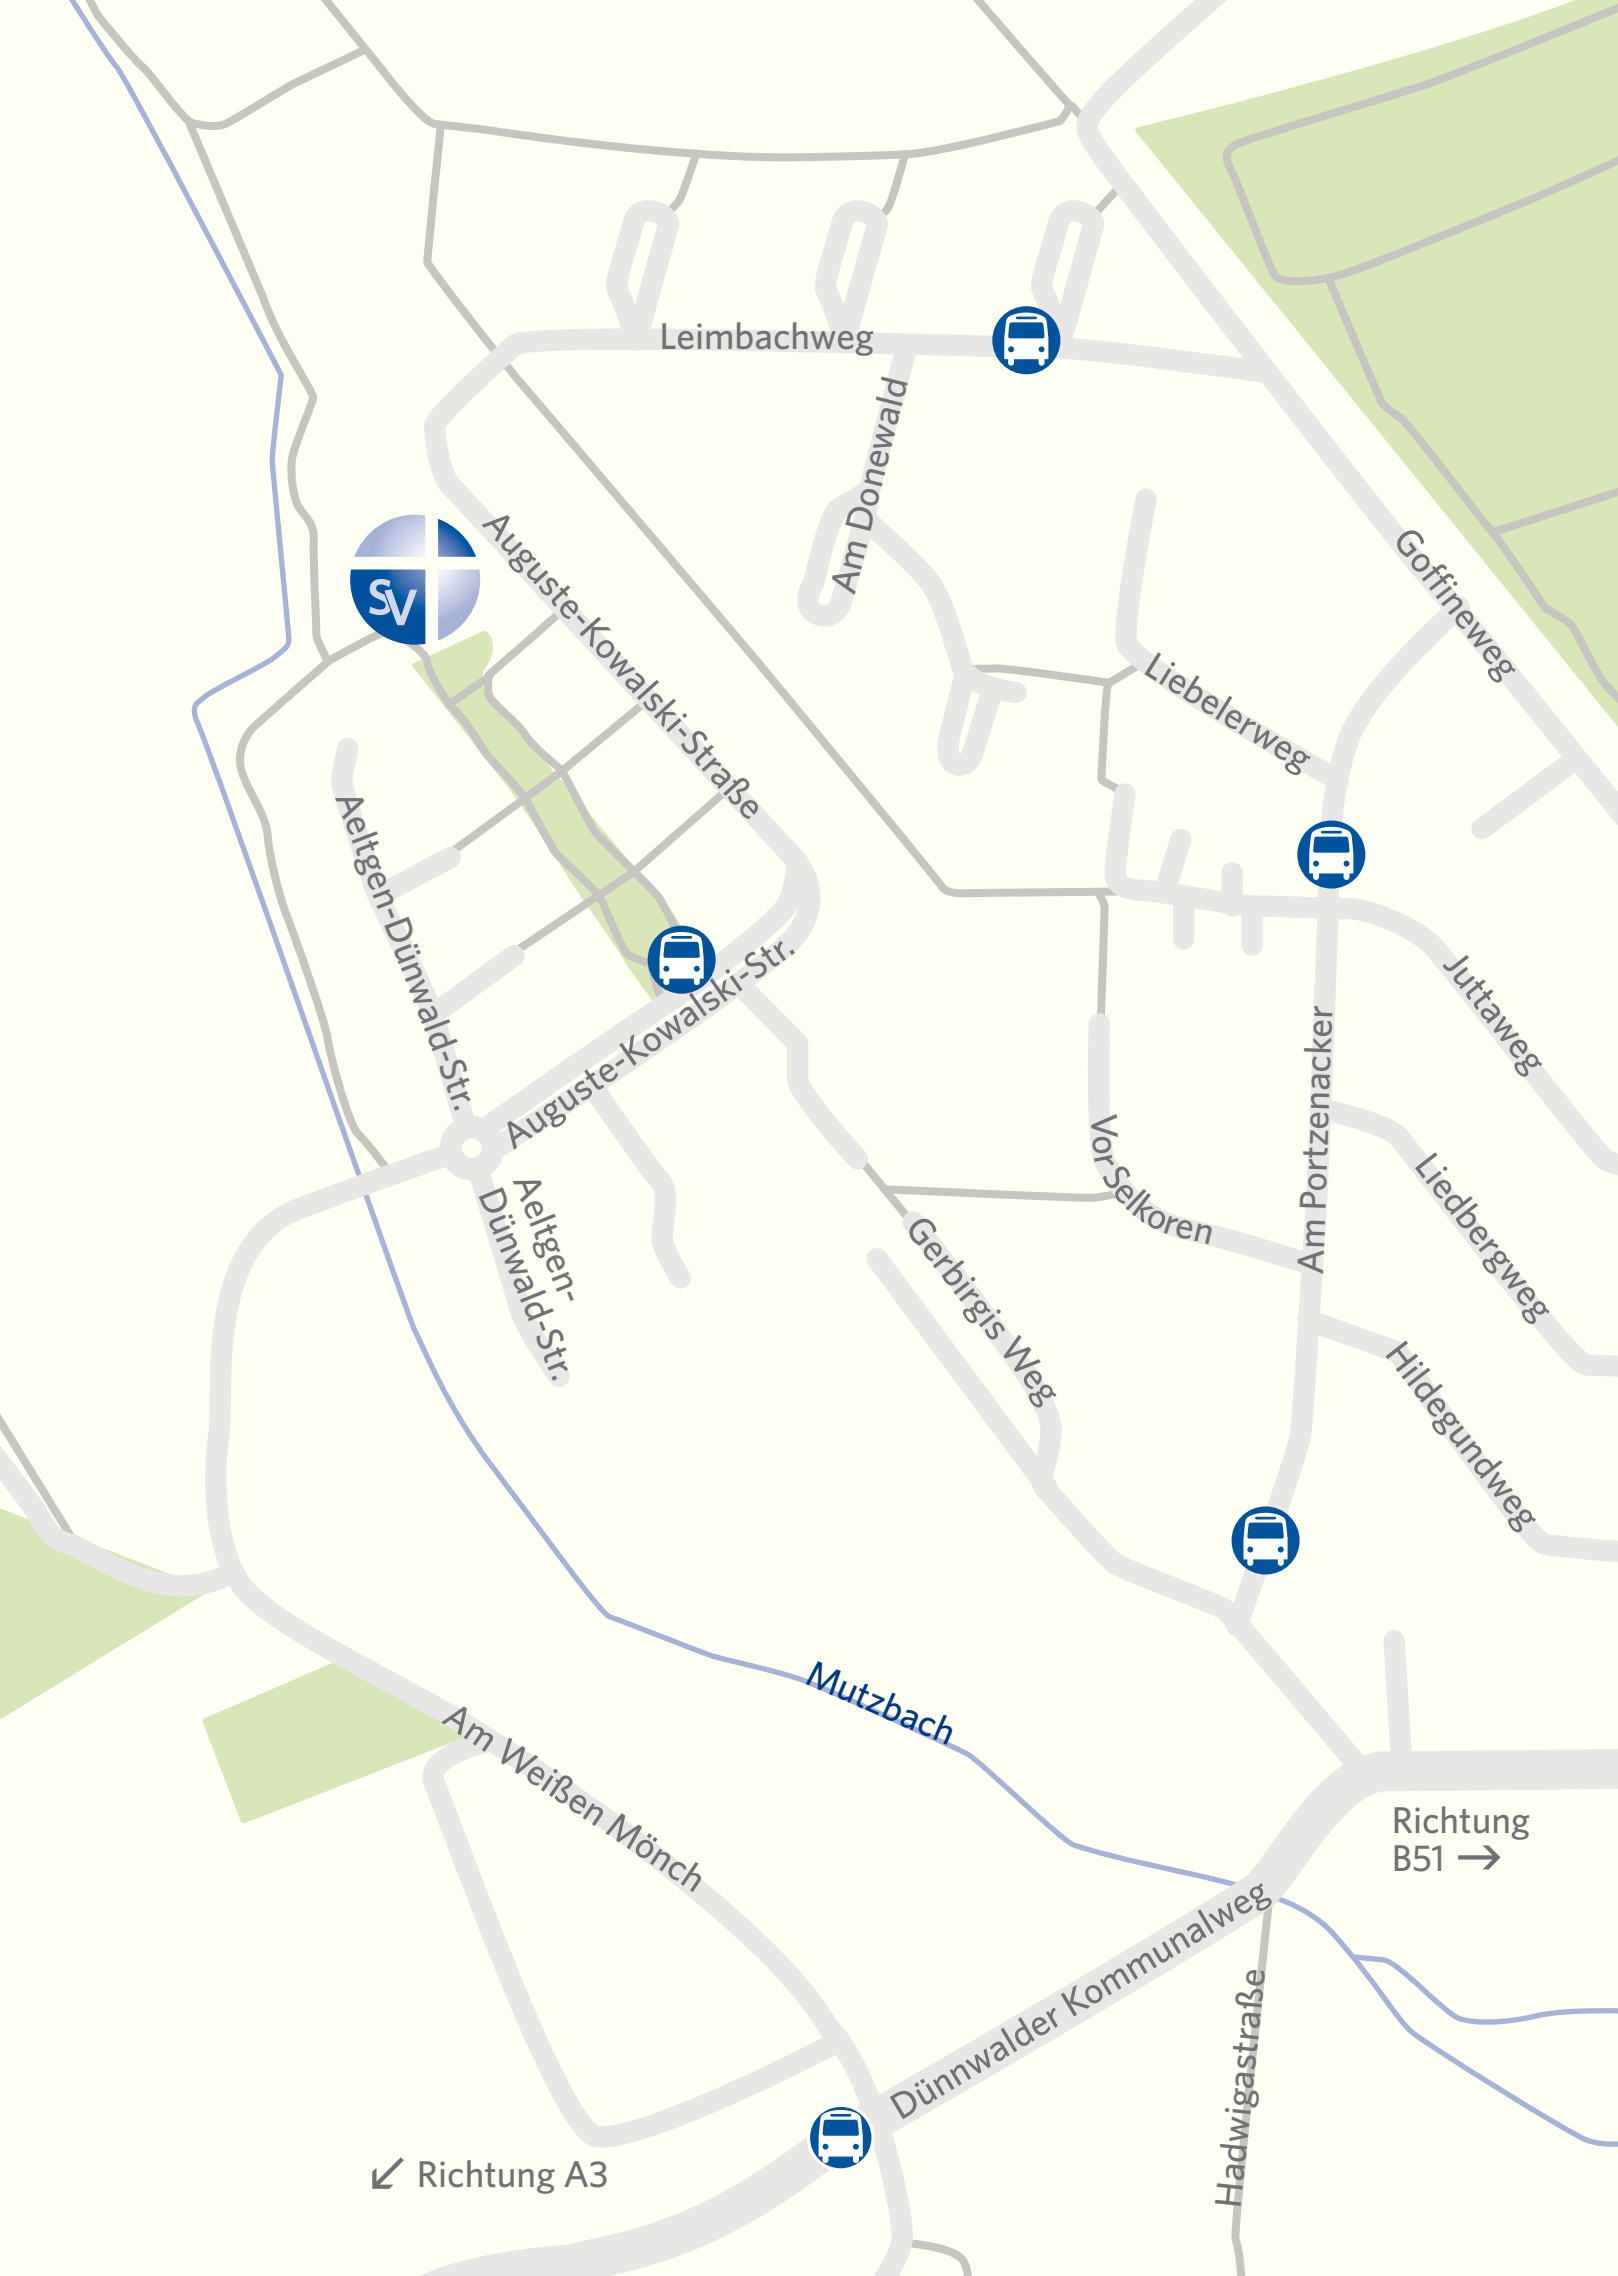 Leimbachweg
Am Donewald
SV
Auguste-Kowalski-Straße
Goffineweg
Liebelerweg
Aeltgen-Dünwald-Str.
Auguste-Kowalski-Str.
Juttaweg
Am Portzenacker
Vor Selkoren
Liedbergweg
Aeltgen-
Dünwald-Str.
Gerbirgis Weg
Hildegundweg
Mutzbach
Am Weißen Mönch
Richtung
B51 →
Dünnwalder Kommunalweg
Hadwigastraße
↙ Richtung A3